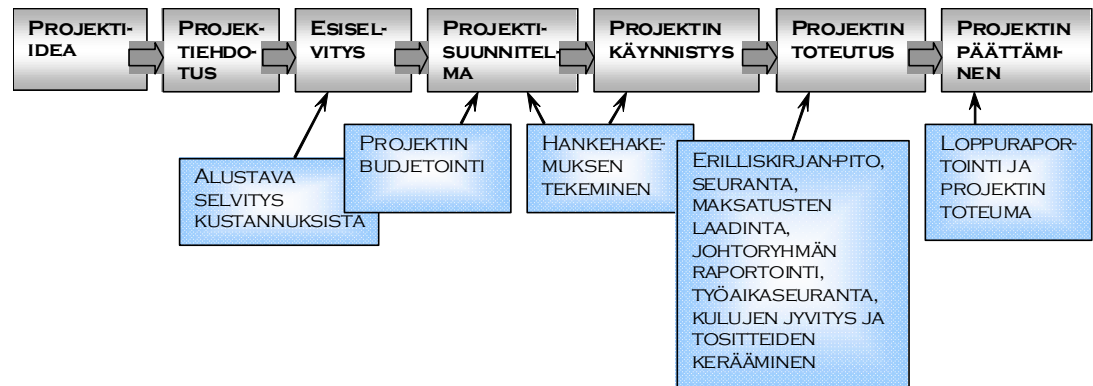 PROJEKTI-
IDEA
PROJEK-
TIEHDO-
TUS
ESISEL-
VITYS
PROJEKTI-
SUUNNITEL-
MA
PROJEKTIN
KÄYNNISTYS
PROJEKTIN
TOTEUTUS
PROJEKTIN
PÄÄTTÄMI-
NEN
ALUSTAVA
SELVITYS
KUSTANNUKSISTA
PROJEKTIN
BUDJETOINTI
HANKEHAKE-
MUKSEN
TEKEMINEN
ERILLISKIRJAN-PITO,
SEURANTA,
MAKSATUSTEN
LAADINTA,
JOHTORYHMÄN
RAPORTOINTI,
TYÖAIKASEURANTA,
KULUJEN JYVITYS JA
TOSITTEIDEN
KERÄÄMINEN
LOPPURAPOR-
TOINTI JA
PROJEKTIN
TOTEUMA